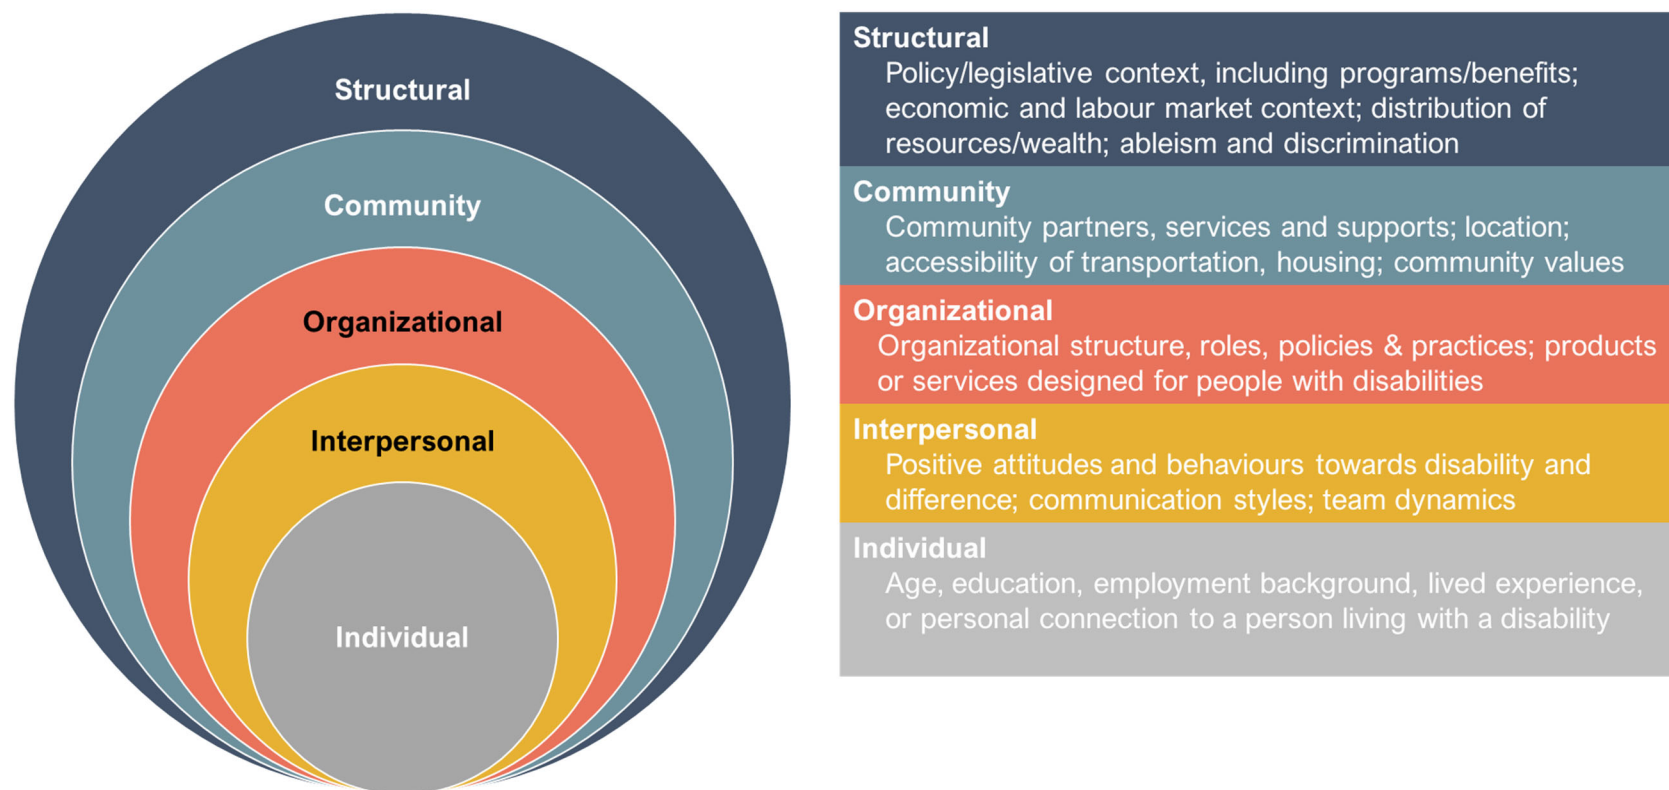 Structural
Community
Organizational
Interpersonal
Individual
Structural
Policy/legislative context, including programs/benefits;
economic and labour market context; distribution of
resources/wealth; ableism and discrimination
Community
Community partners, services and supports; location;
accessibility of transportation, housing; community values
Organizational
Organizational structure, roles, policies & practices; products
or services designed for people with disabilities
Interpersonal
Positive attitudes and behaviours towards disability and
difference; communication styles; team dynamics
Individual
Age, education, employment background, lived experience,
or personal connection to a person living with a disability